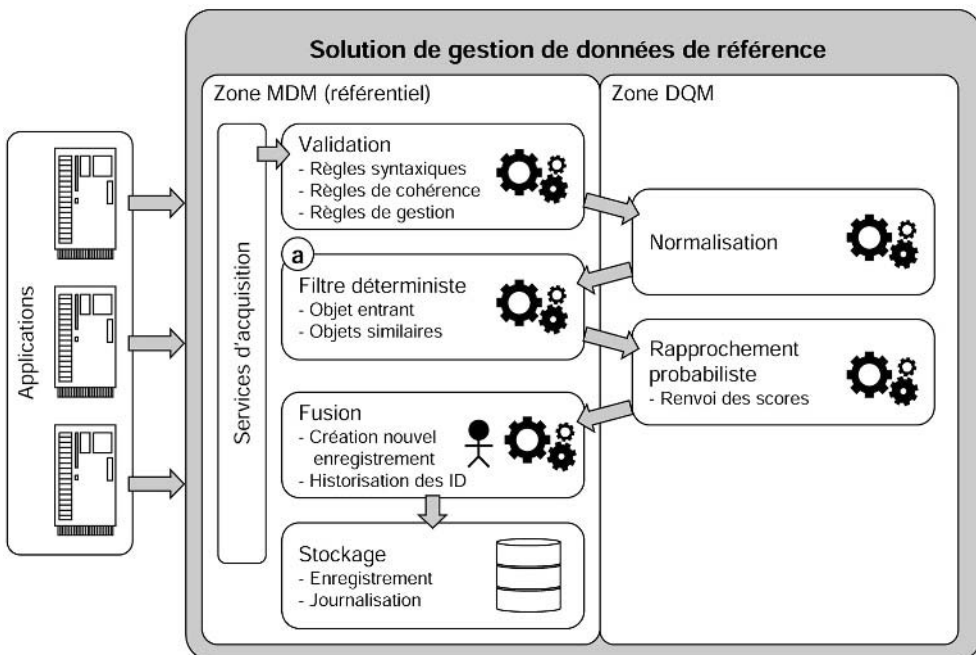 Solution de gestion de données de référence
Zone MDM (référentiel)
Zone DQM
Applications
Services d'acquisition
Validation
- Règles syntaxiques
- Règles de cohérence
- Règles de gestion
Normalisation
a
Filtre déterministe
- Objet entrant
- Objets similaires
Rapprochement
probabiliste
- Renvoi des scores
Fusion
- Création nouvel
enregistrement
- Historisation des ID
Stockage
- Enregistrement
- Journalisation